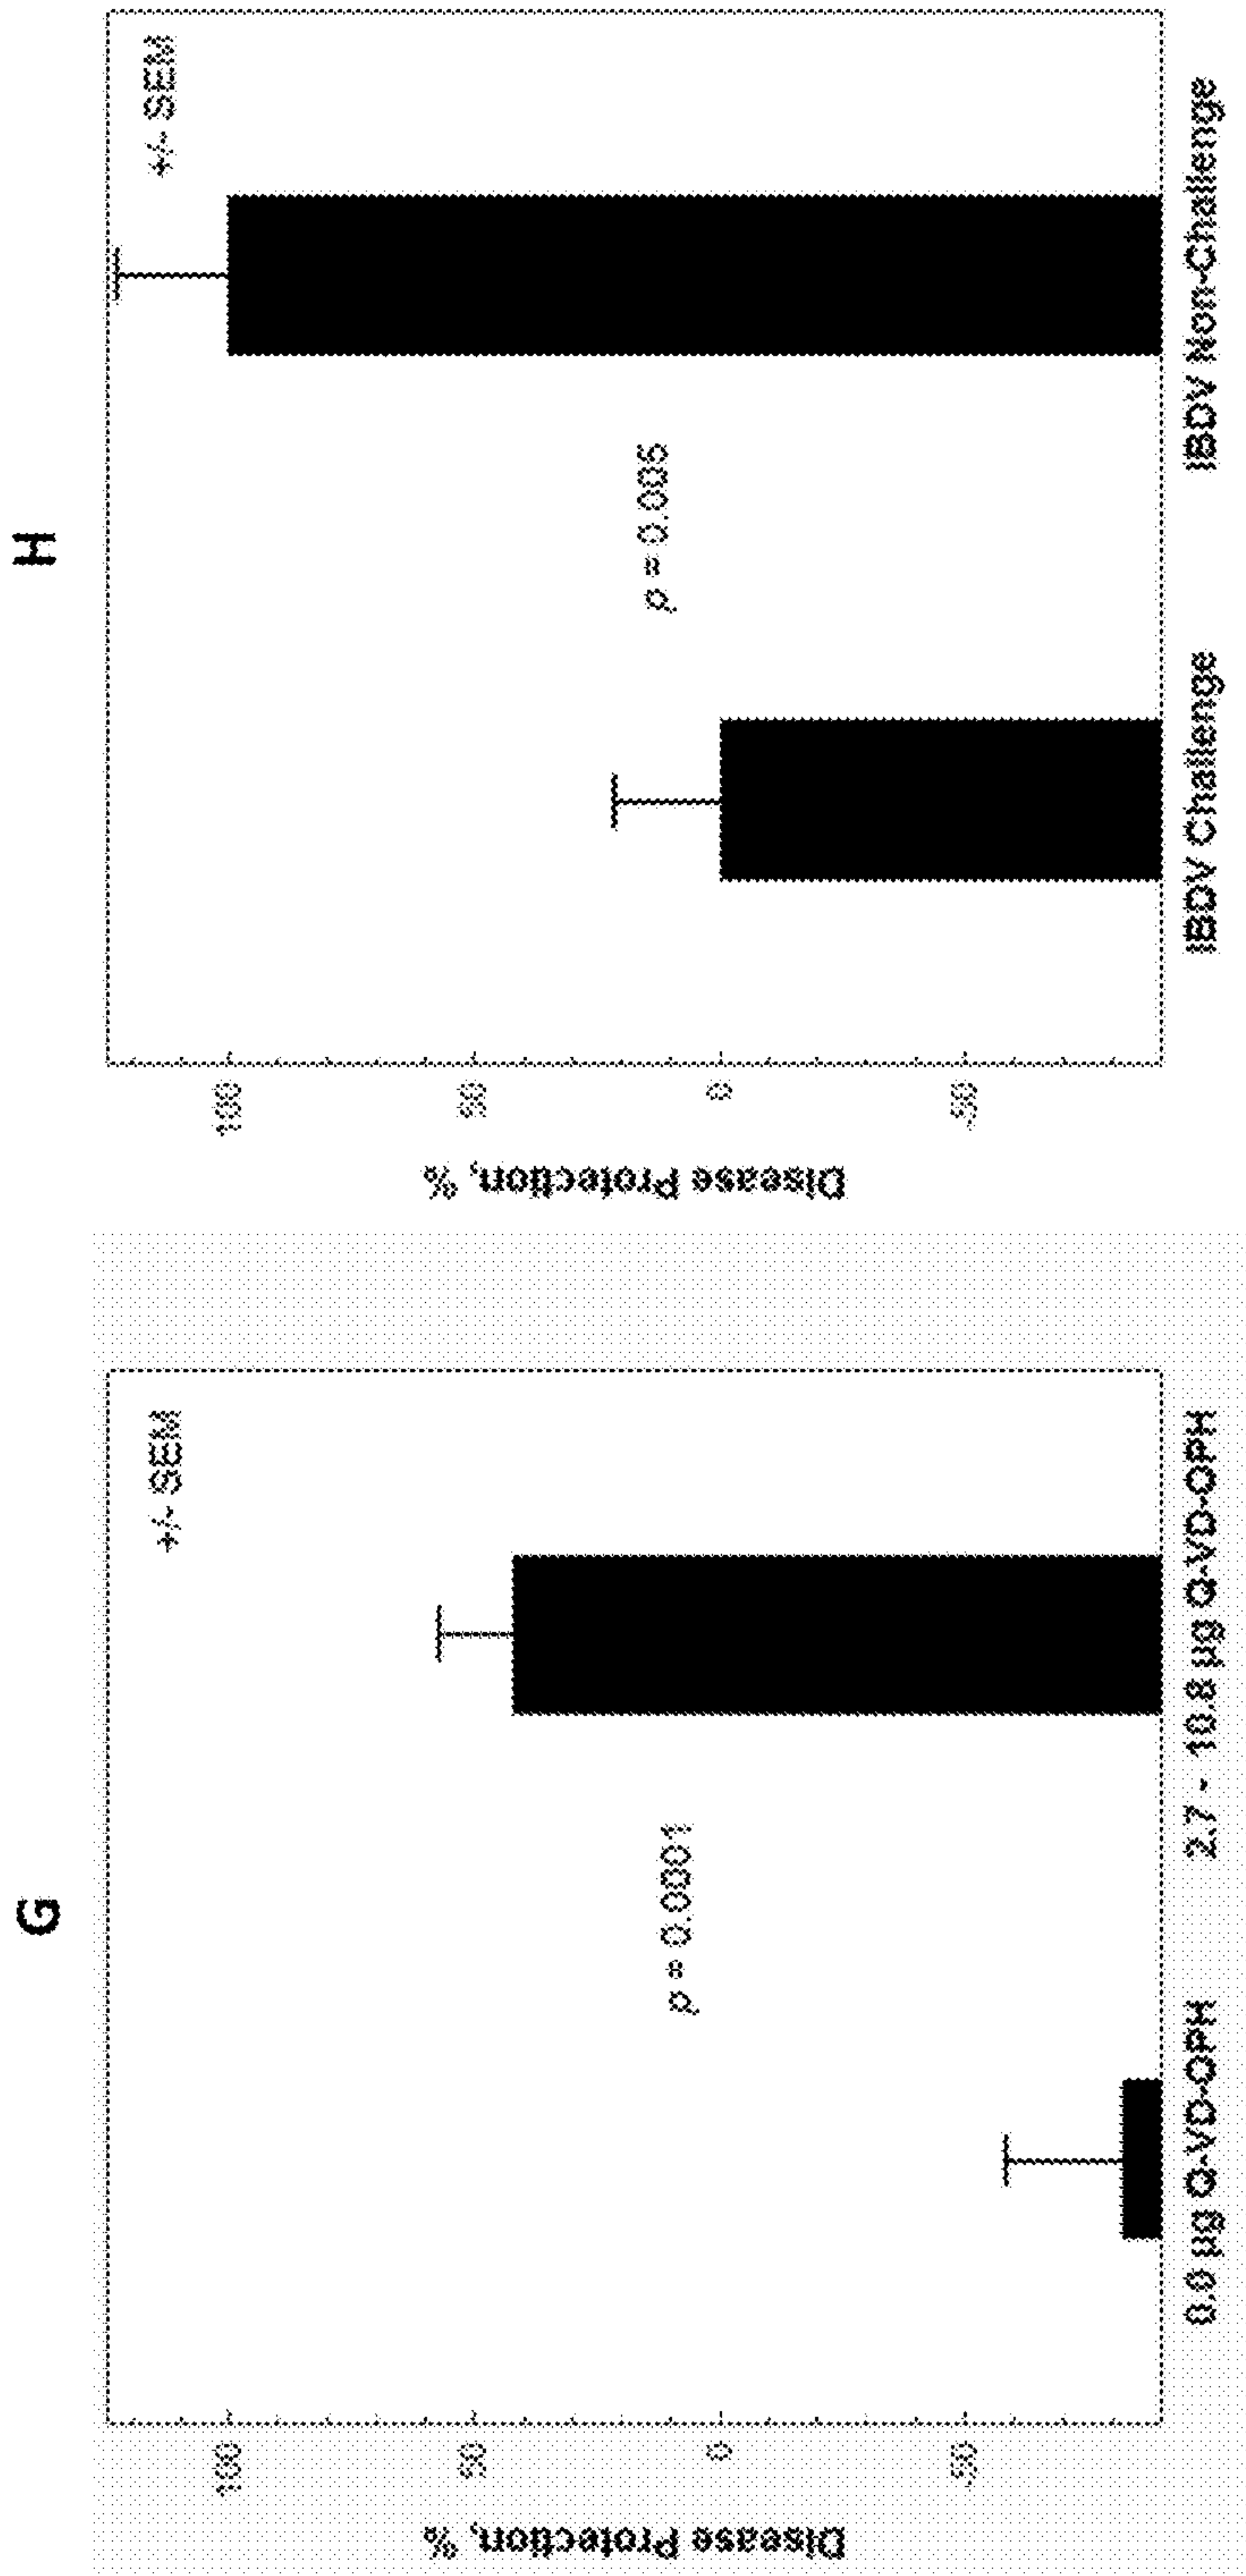 G
+/- SEM
p = 0.0001
100
50
0
-50
Disease Protection, %
0.0 µg Q-VD-OPH
2.7 - 10.8 µg Q-VD-OPH
H
+/- SEM
p = 0.005
100
50
0
-50
Disease Protection, %
IBDV Challenge
IBDV Non-Challenge